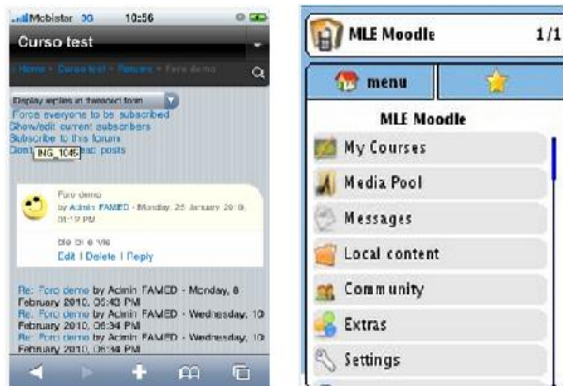 Mobistar 3G 10:56
Curso test
Home » Curso test » Forums » Foro demo
Display replies in threaded form
Force everyone to be subscribed
Show/edit current subscribers
Subscribe to this forum
posts
Foro demo
by Admin FAMED - Monday, 25 January 2010,
01:12 PM
Edit | Delete | Reply
Re: Foro demo by Admin FAMED - Monday, 8
February 2010, 05:43 PM
Re: Foro demo by Admin FAMED - Wednesday, 10
February 2010, 06:34 PM
Re: Foro demo by Admin FAMED - Wednesday, 10
February 2010, 06:34 PM
MLE Moodle 1/1
menu
MLE Moodle
My Courses
Media Pool
Messages
Local content
Community
Extras
Settings